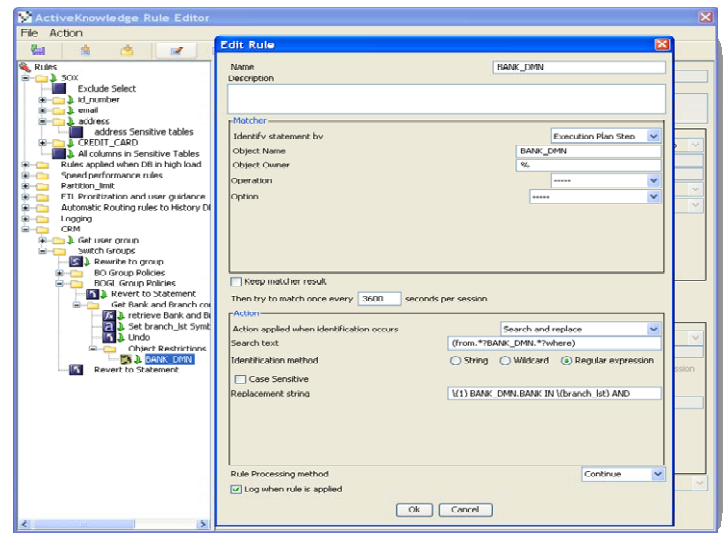 ActiveKnowledge Rule Editor
File Action
Rules
SOX
Exclude Select
id_number
email
address
address Sensitive tables
CREDIT_CARD
All columns in Sensitive Tables
Rules applied when DB in high load
Speed performance rules
Partition_limit
ETL Prioritization and user guidance
Automatic Routing rules to History DB
Logging
CRM
Get user group
Switch Groups
Rewrite to group
BO Group Policies
BOGL Group Policies
Revert to Statement
Get Bank and Branch co
retrieve Bank and B
Set branch_lst Symb
Undo
Object Restrictions
BANK_DMN
Revert to Statement
Edit Rule
Name BANK_DMN
Description
Matcher
Identify statement by Execution Plan Step
Object Name BANK_DMN
Object Owner %
Operation -----
Option -----
Keep matcher result
Then try to match once every 3600 seconds per session
Action
Action applied when identification occurs Search and replace
Search text (from.*?BANK_DMN.*?where)
Identification method String Wildcard Regular expression
Case Sensitive
Replacement string \(1) BANK_DMN.BANK IN \(branch_lst) AND
Rule Processing method Continue
Log when rule is applied
Ok Cancel
ssion